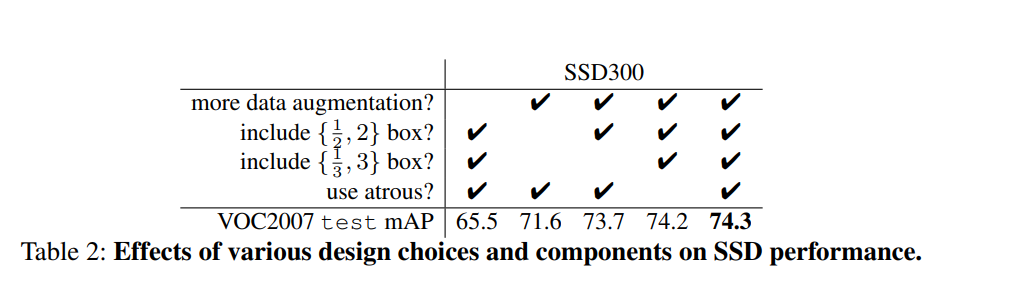 SSD300
more data augmentation? ✔ ✔ ✔ ✔
include {1/2, 2} box? ✔ ✔ ✔ ✔
include {1/3, 3} box? ✔ ✔ ✔
use atrous? ✔ ✔ ✔ ✔
VOC2007 test mAP 65.5 71.6 73.7 74.2 74.3
Table 2: Effects of various design choices and components on SSD performance.